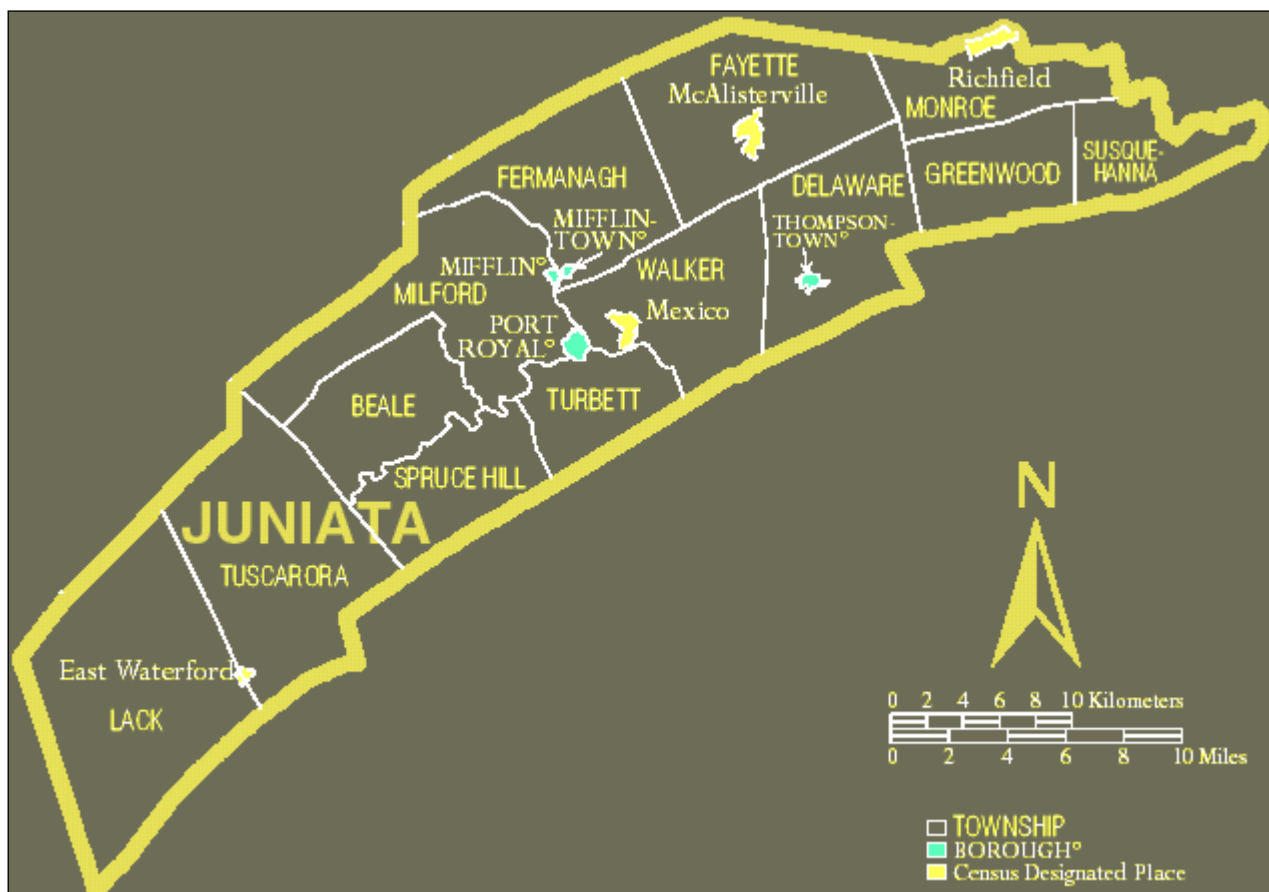 FAYETTE
McAlisterville
Richfield
MONROE
SUSQUE-
HANNA
GREENWOOD
DELAWARE
FERMANAGH
MIFFLIN-
TOWN°
THOMPSON-
TOWN°
MIFFLIN°
WALKER
MILFORD
Mexico
PORT
ROYAL°
BEALE
TURBETT
SPRUCE HILL
JUNIATA
TUSCARORA
East Waterford
LACK
N
0 2 4 6 8 10 Kilometers
0 2 4 6 8 10 Miles
TOWNSHIP
BOROUGH°
Census Designated Place